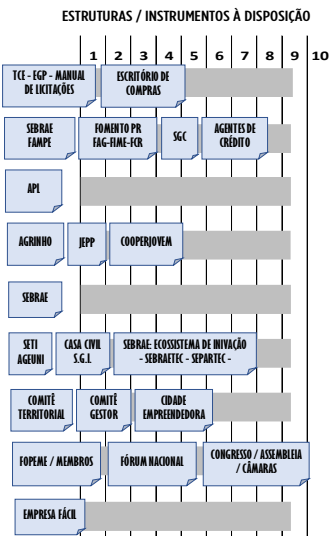 ESTRUTURAS / INSTRUMENTOS À DISPOSIÇÃO
1 2 3 4 5 6 7 8 9 10
TCE - EGP - MANUAL
DE LICITAÇÕES
ESCRITÓRIO DE
COMPRAS
SEBRAE
FAMPE
FOMENTO PR
FAG-FIME-FCR
SGC
AGENTES DE
CRÉDITO
APL
AGRINHO
JEPP
COOPERJOVEM
SEBRAE
SETI
AGEUNI
CASA CIVIL
S.G.I.
SEBRAE: ECOSSISTEMA DE INIVAÇÃO
- SEBRAETEC - SEPARTEC -
COMITÊ
TERRITORIAL
COMITÊ
GESTOR
CIDADE
EMPREENDEDORA
FOPEME / MEMBROS
FÓRUM NACIONAL
CONGRESSO / ASSEMBLEIA
/ CÂMARAS
EMPRESA FÁCIL